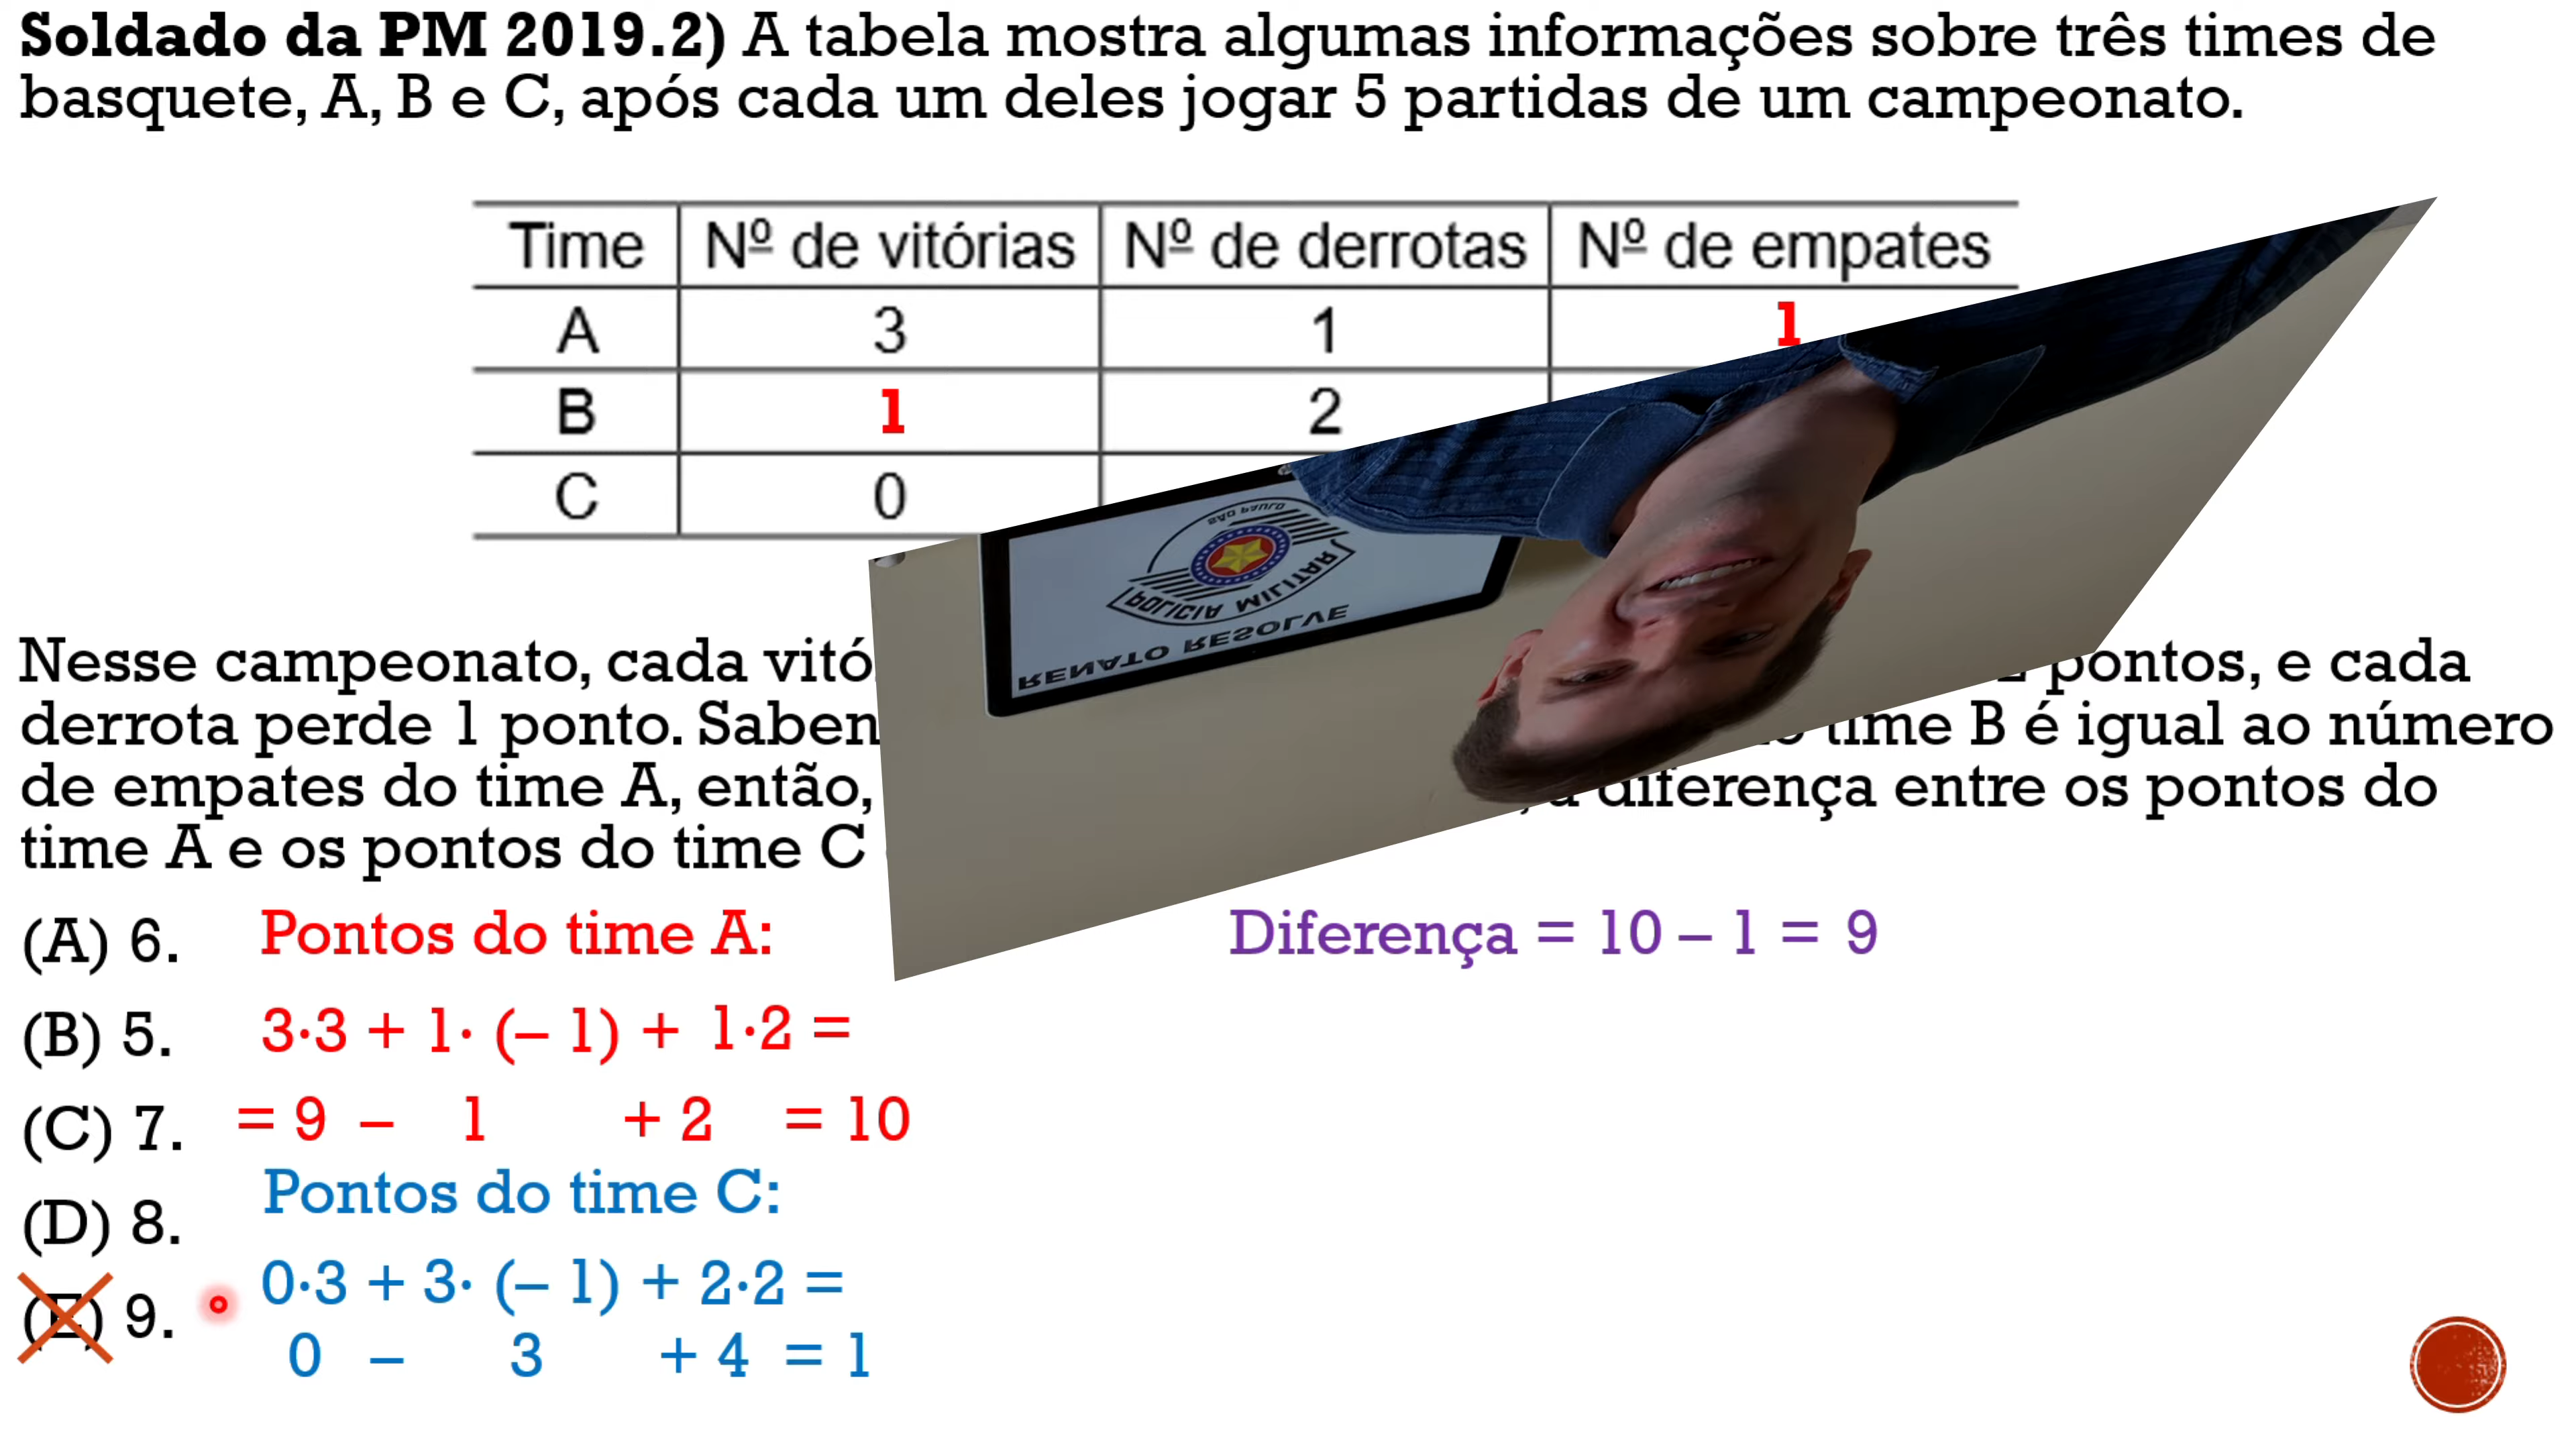 Soldado da PM 2019.2) A tabela mostra algumas informações sobre três times de
basquete, A, B e C, após cada um deles jogar 5 partidas de um campeonato.
Time Nº de vitórias Nº de derrotas Nº de empates
A 3 1 1
B 1 2
C 0
SÃO PAULO
POLICIA MILITAR
RENATO RESOLVE
Nesse campeonato, cada pontos, e cada
derrota perde 1 ponto. time B é igual ao número
de empates do time A, então, diferença entre os pontos do
time A e os pontos do time C
(A) 6.
(B) 5.
(C) 7.
(D) 8.
(E) 9.
Pontos do time A:
3·3 + 1· (– 1) + 1·2 =
= 9 – 1 + 2 = 10
Pontos do time C:
0·3 + 3· (– 1) + 2·2 =
0 – 3 + 4 = 1
Diferença = 10 – 1 = 9